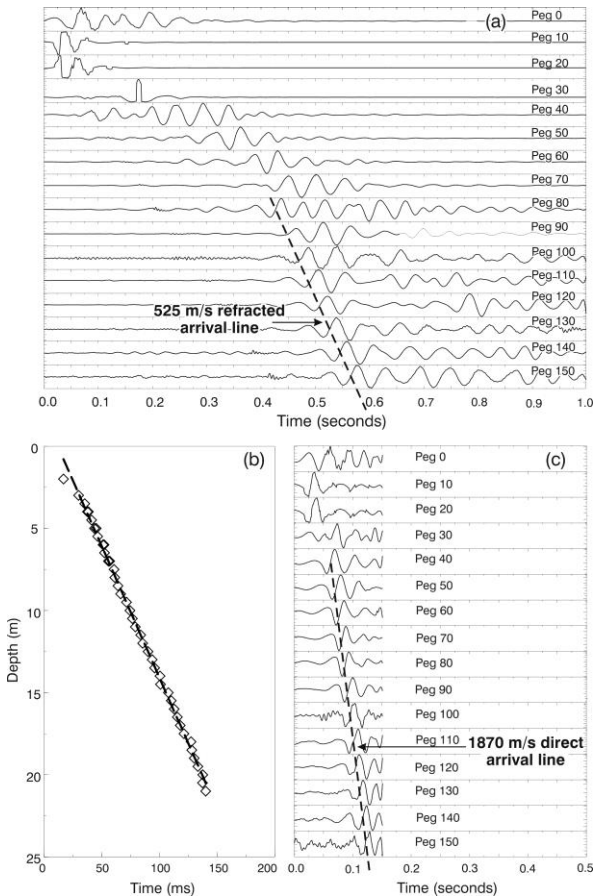 (a)
Peg 0
Peg 10
Peg 20
Peg 30
Peg 40
Peg 50
Peg 60
Peg 70
Peg 80
Peg 90
Peg 100
Peg 110
Peg 120
Peg 130
Peg 140
Peg 150
525 m/s refracted
arrival line
0.0 0.1 0.2 0.3 0.4 0.5 0.6 0.7 0.8 0.9 1.0
Time (seconds)
(b)
0
5
10
15
20
25
Depth (m)
0 50 100 150 200
Time (ms)
(c)
Peg 0
Peg 10
Peg 20
Peg 30
Peg 40
Peg 50
Peg 60
Peg 70
Peg 80
Peg 90
Peg 100
Peg 110
Peg 120
Peg 130
Peg 140
Peg 150
1870 m/s direct
arrival line
0.0 0.1 0.2 0.3 0.4 0.5
Time (seconds)